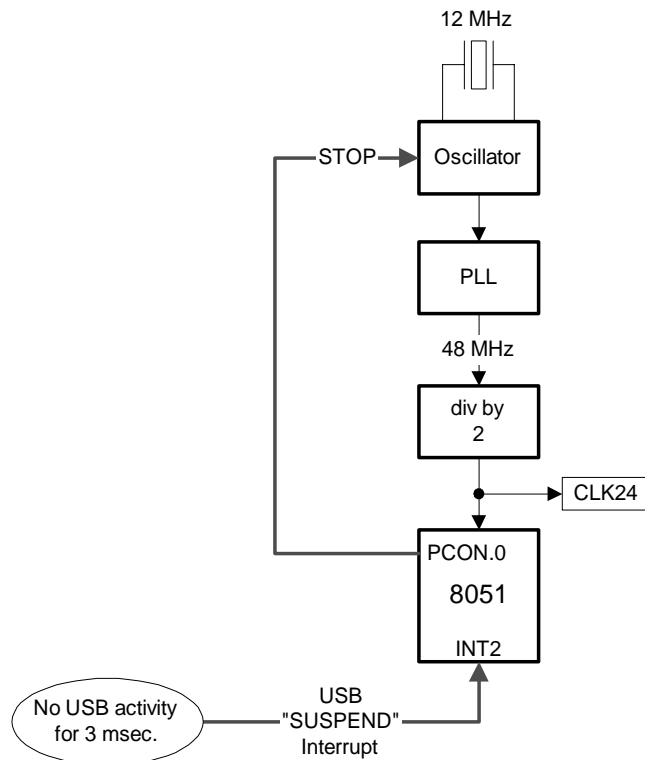 12 MHz
STOP
Oscillator
PLL
48 MHz
div by
2
CLK24
PCON.0
8051
INT2
No USB activity
for 3 msec.
USB
"SUSPEND"
Interrupt